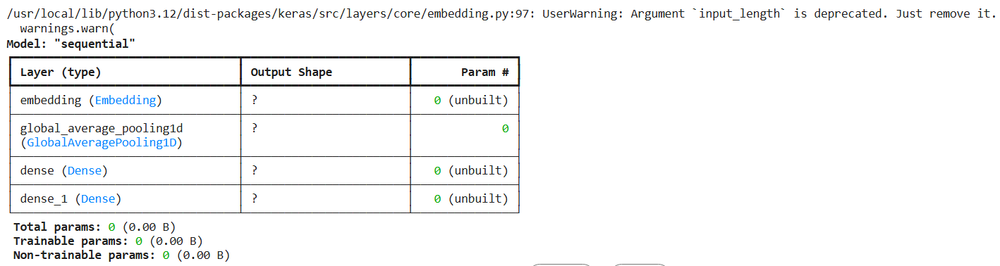 /usr/local/lib/python3.12/dist-packages/keras/src/layers/core/embedding.py:97: UserWarning: Argument `input_length` is deprecated. Just remove it.
  warnings.warn(
Model: "sequential"
Layer (type) Output Shape Param #
embedding (Embedding) ? 0 (unbuilt)
global_average_pooling1d ? 0
(GlobalAveragePooling1D)
dense (Dense) ? 0 (unbuilt)
dense_1 (Dense) ? 0 (unbuilt)
Total params: 0 (0.00 B)
Trainable params: 0 (0.00 B)
Non-trainable params: 0 (0.00 B)